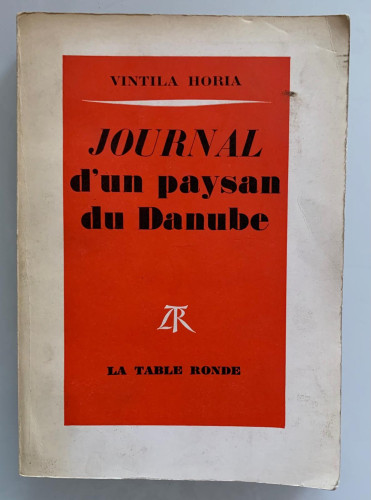 VINTILA HORIA
JOURNAL
d'un paysan
du Danube
TR
LA TABLE RONDE